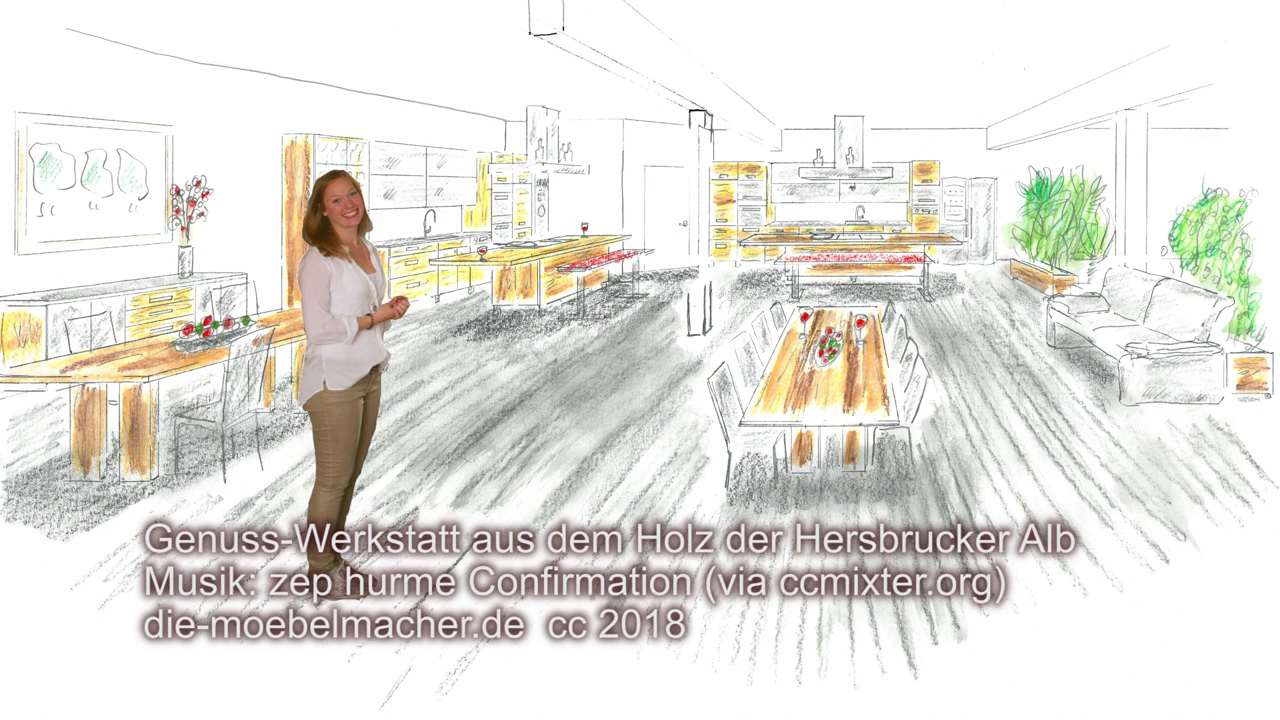 Genuss-Werkstatt aus dem Holz der Hersbrucker Alb
Musik: zep hurme Confirmation (via ccmixter.org)
die-moebelmacher.de cc 2018